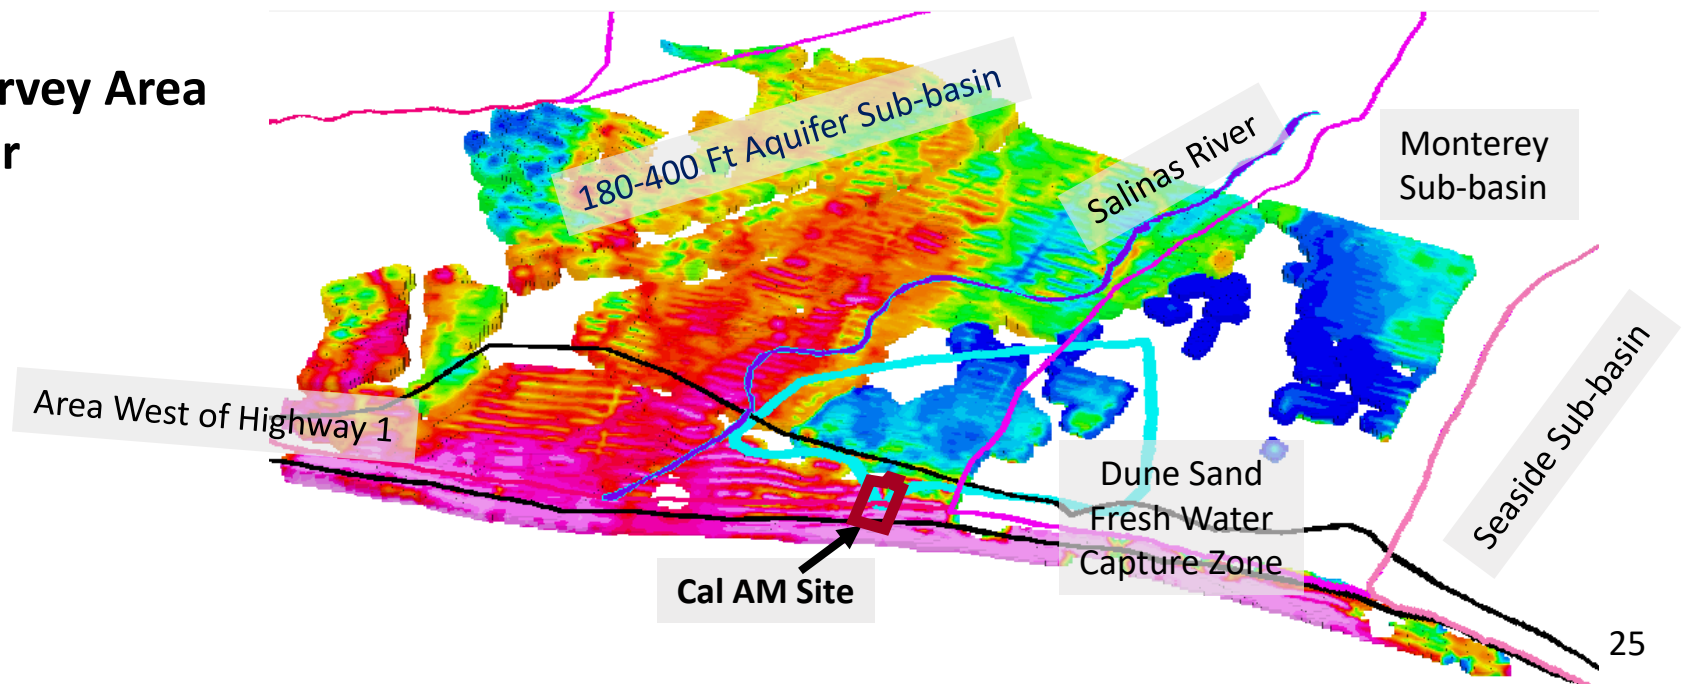 rvey Area
r
180-400 Ft Aquifer Sub-basin
Salinas River
Monterey
Sub-basin
Area West of Highway 1
Seaside Sub-basin
Dune Sand
Fresh Water
Capture Zone
Cal AM Site
25